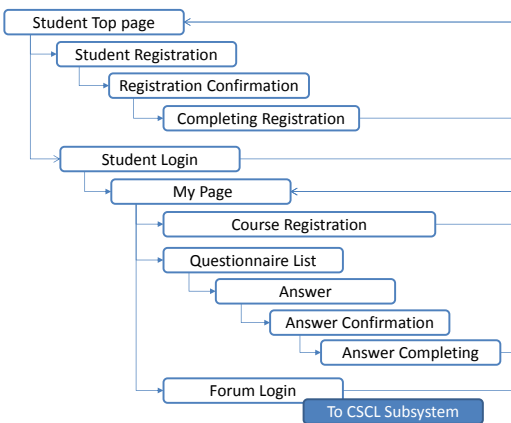 Student Top page
Student Registration
Registration Confirmation
Completing Registration
Student Login
My Page
Course Registration
Questionnaire List
Answer
Answer Confirmation
Answer Completing
Forum Login
To CSCL Subsystem